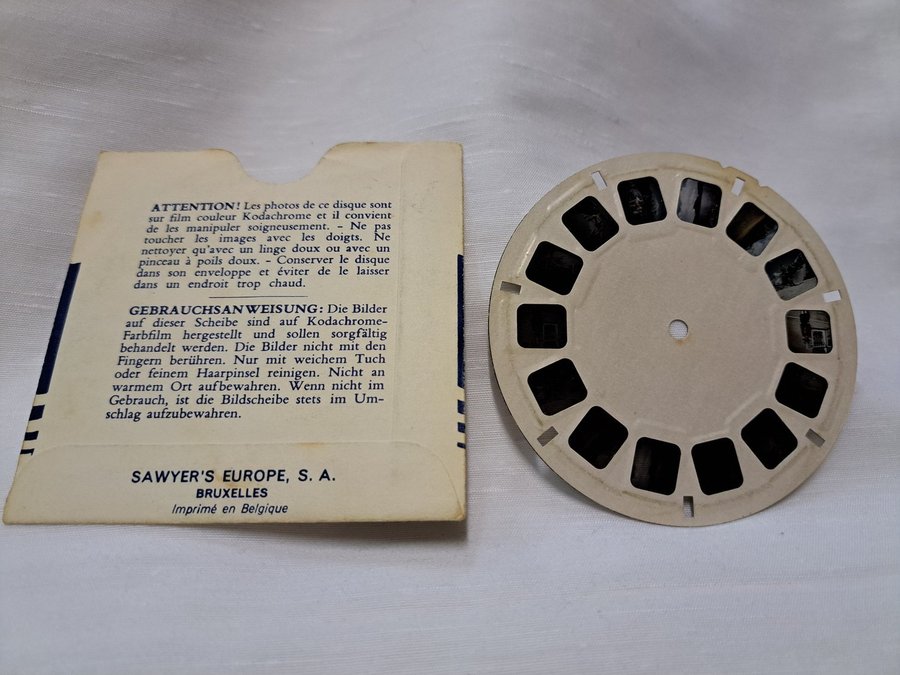 ATTENTION! Les photos de ce disque sont
sur film couleur Kodachrome et il convient
de les manipuler soigneusement. - Ne pas
toucher les images avec les doigts. Ne
nettoyer qu'avec un linge doux ou avec un
pinceau à poils doux. - Conserver le disque
dans son enveloppe et éviter de le laisser
dans un endroit trop chaud.
GEBRAUCHSANWEISUNG: Die Bilder
auf dieser Scheibe sind auf Kodachrome-
Farbfilm hergestellt und sollen sorgfältig
behandelt werden. Die Bilder nicht mit den
Fingern berühren. Nur mit weichem Tuch
oder feinem Haarpinsel reinigen. Nicht an
warmem Ort aufbewahren. Wenn nicht im
Gebrauch, ist die Bildscheibe stets im Um-
schlag aufzubewahren.
SAWYER'S EUROPE, S. A.
BRUXELLES
Imprimé en Belgique